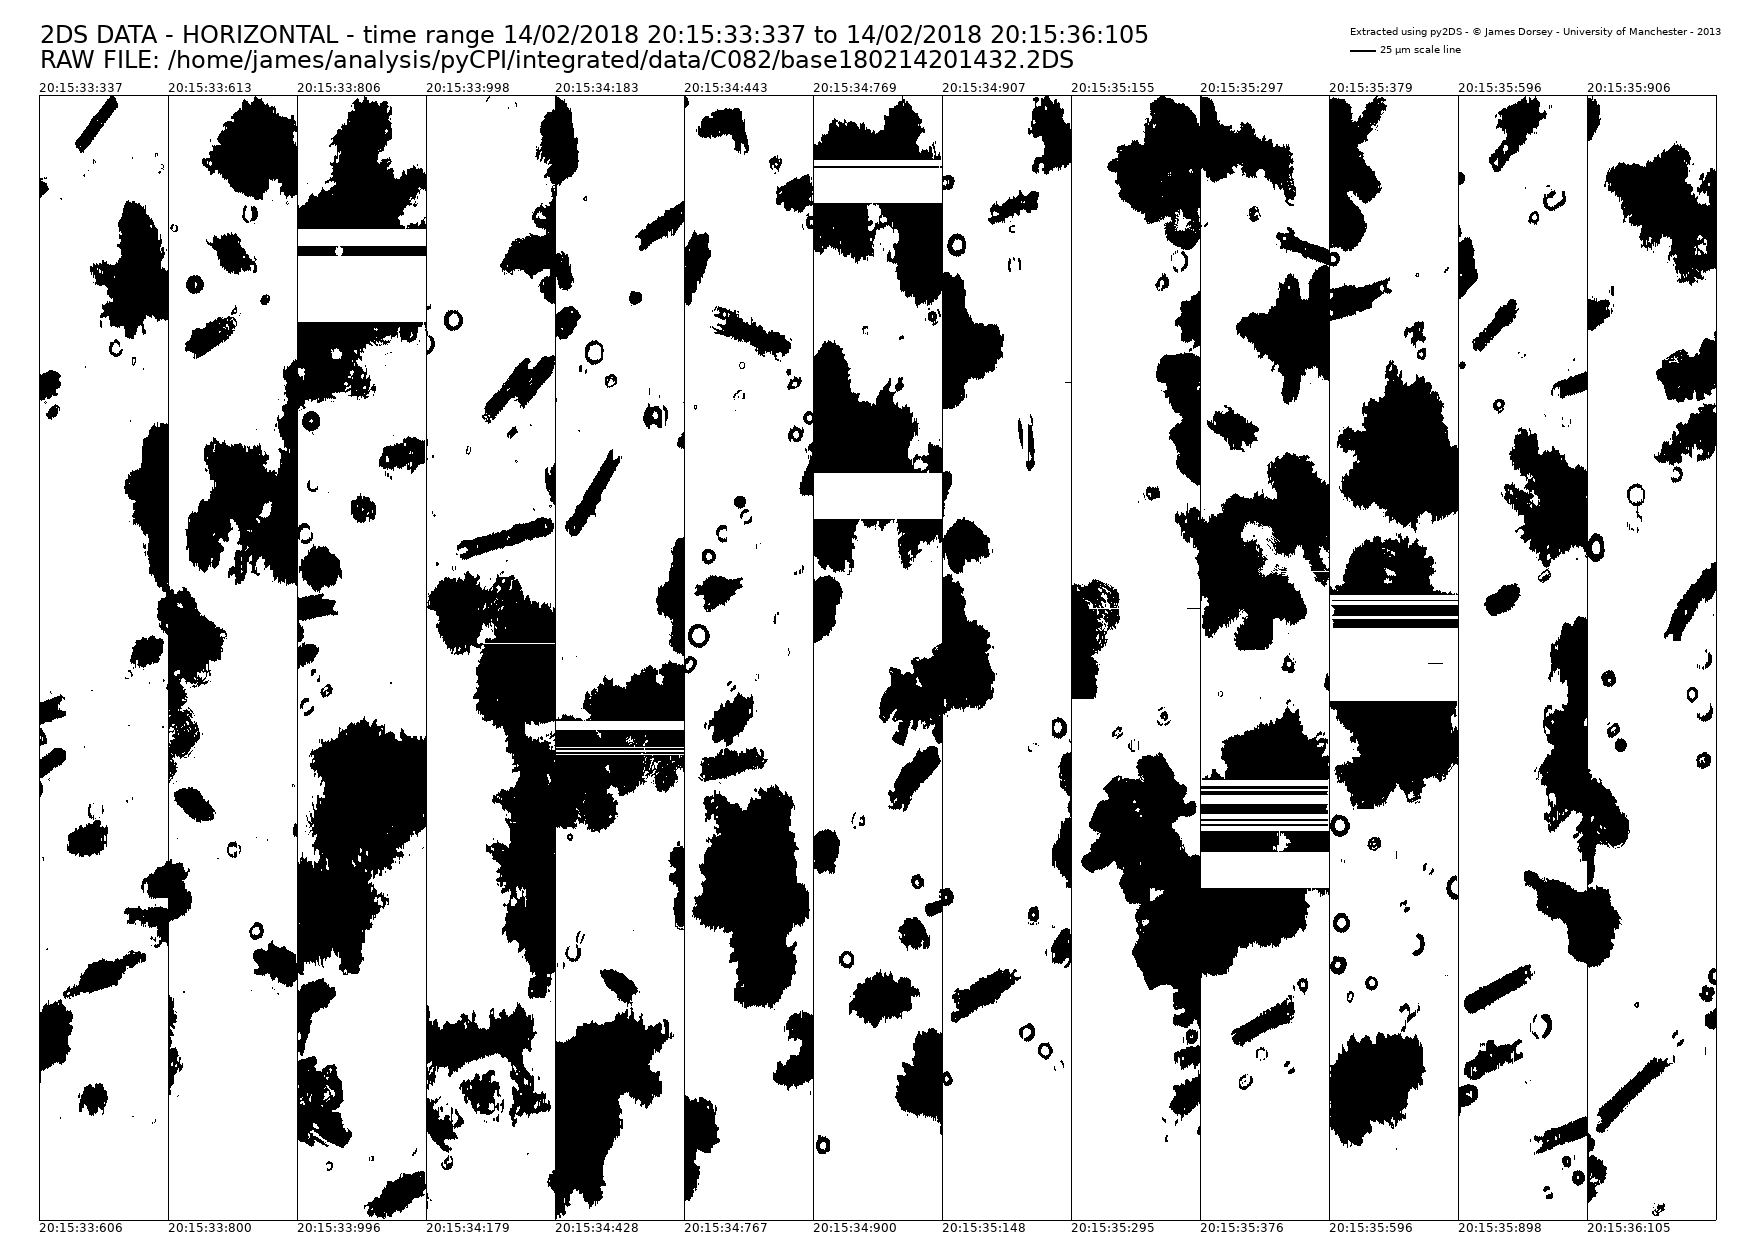 2DS DATA - HORIZONTAL - time range 14/02/2018 20:15:33:337 to 14/02/2018 20:15:36:105
RAW FILE: /home/james/analysis/pyCPI/integrated/data/C082/base180214201432.2DS
Extracted using py2DS - © James Dorsey - University of Manchester - 2013
25 µm scale line
20:15:33:337 20:15:33:613 20:15:33:806 20:15:33:998 20:15:34:183 20:15:34:443 20:15:34:769 20:15:34:907 20:15:35:155 20:15:35:297 20:15:35:379 20:15:35:596 20:15:35:906
20:15:33:606 20:15:33:800 20:15:33:996 20:15:34:179 20:15:34:428 20:15:34:767 20:15:34:900 20:15:35:148 20:15:35:295 20:15:35:376 20:15:35:596 20:15:35:898 20:15:36:105